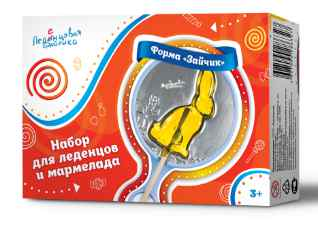 Леденцовая
фабрика
Форма «Зайчик»
Набор
для леденцов
и мармелада
3+